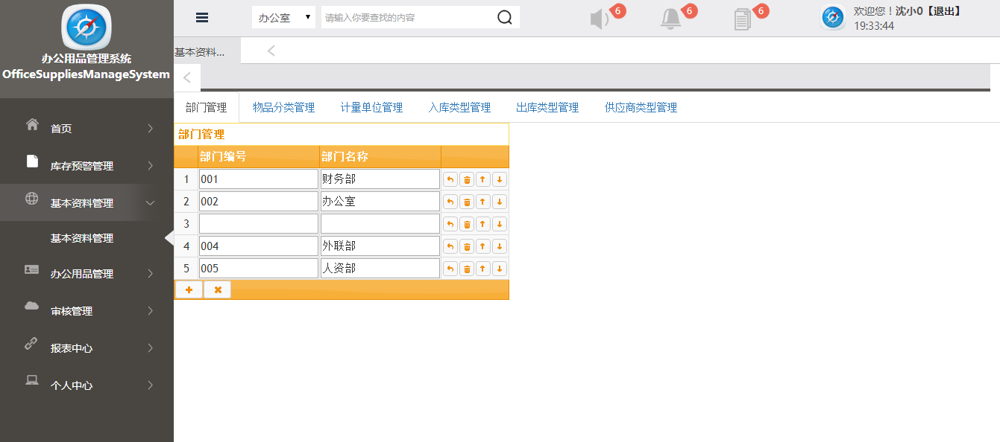 办公用品管理系统
OfficeSuppliesManageSystem
首页
库存预警管理
基本资料管理
基本资料管理
办公用品管理
审核管理
报表中心
个人中心
办公室 请输入你要查找的内容 6 6 6 欢迎您！沈小0【退出】
19:33:44
基本资料...
部门管理 物品分类管理 计量单位管理 入库类型管理 出库类型管理 供应商类型管理
部门管理
部门编号 部门名称
1 001 财务部
2 002 办公室
3
4 004 外联部
5 005 人资部